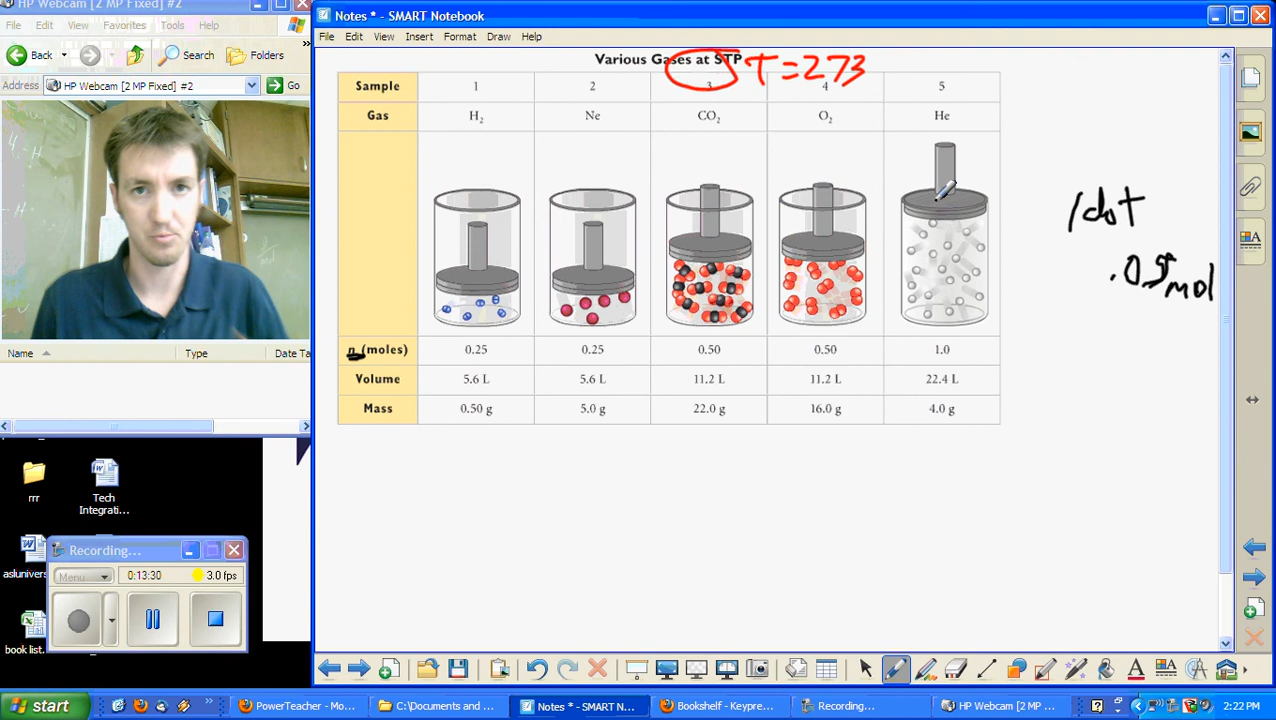 HP Webcam [2 MP Fixed] #2
File Edit View Favorites Tools Help
Back Search Folders
Address HP Webcam [2 MP Fixed] #2 Go
Name Type Date Ta
rrr
Tech Integrati...
aslunivers
book list.
Recording...
Menu 0:13:30 3.0 fps
Notes * - SMART Notebook
File Edit View Insert Format Draw Help
Various Gases at STP
T=273
Sample 1 2 3 4 5
Gas H₂ Ne CO₂ O₂ He
n (moles) 0.25 0.25 0.50 0.50 1.0
Volume 5.6 L 5.6 L 11.2 L 11.2 L 22.4 L
Mass 0.50 g 5.0 g 22.0 g 16.0 g 4.0 g
1dot
.05mol
start PowerTeacher - Mo... C:\Documents and ... Notes * - SMART N... Bookshelf - Keypre... Recording... HP Webcam [2 MP ... 2:22 PM